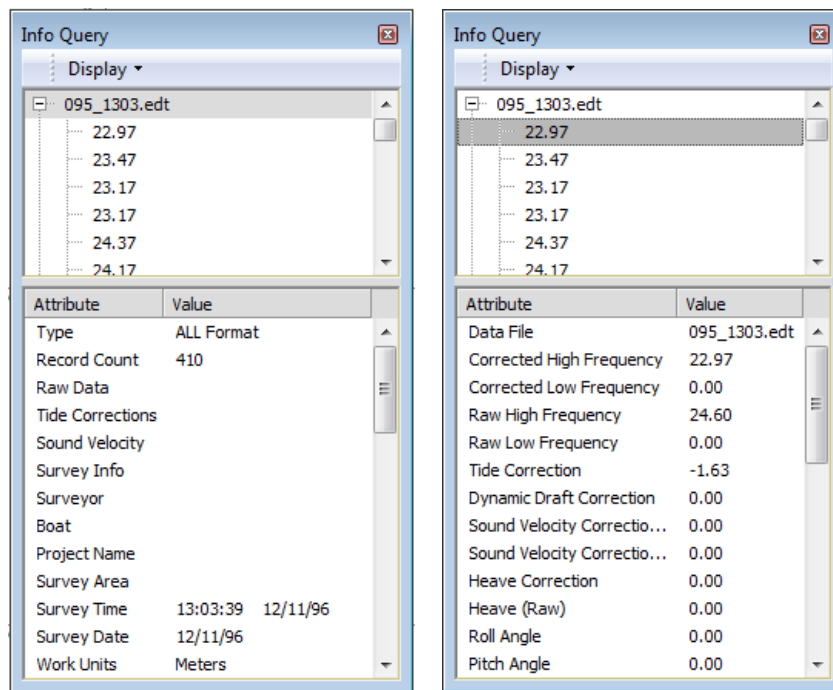 Info Query
Display
095_1303.edt
22.97
23.47
23.17
23.17
24.37
24.17
Attribute Value
Type ALL Format
Record Count 410
Raw Data
Tide Corrections
Sound Velocity
Survey Info
Surveyor
Boat
Project Name
Survey Area
Survey Time 13:03:39 12/11/96
Survey Date 12/11/96
Work Units Meters
Info Query
Display
095_1303.edt
22.97
23.47
23.17
23.17
24.37
24.17
Attribute Value
Data File 095_1303.edt
Corrected High Frequency 22.97
Corrected Low Frequency 0.00
Raw High Frequency 24.60
Raw Low Frequency 0.00
Tide Correction -1.63
Dynamic Draft Correction 0.00
Sound Velocity Correctio... 0.00
Sound Velocity Correctio... 0.00
Heave Correction 0.00
Heave (Raw) 0.00
Roll Angle 0.00
Pitch Angle 0.00